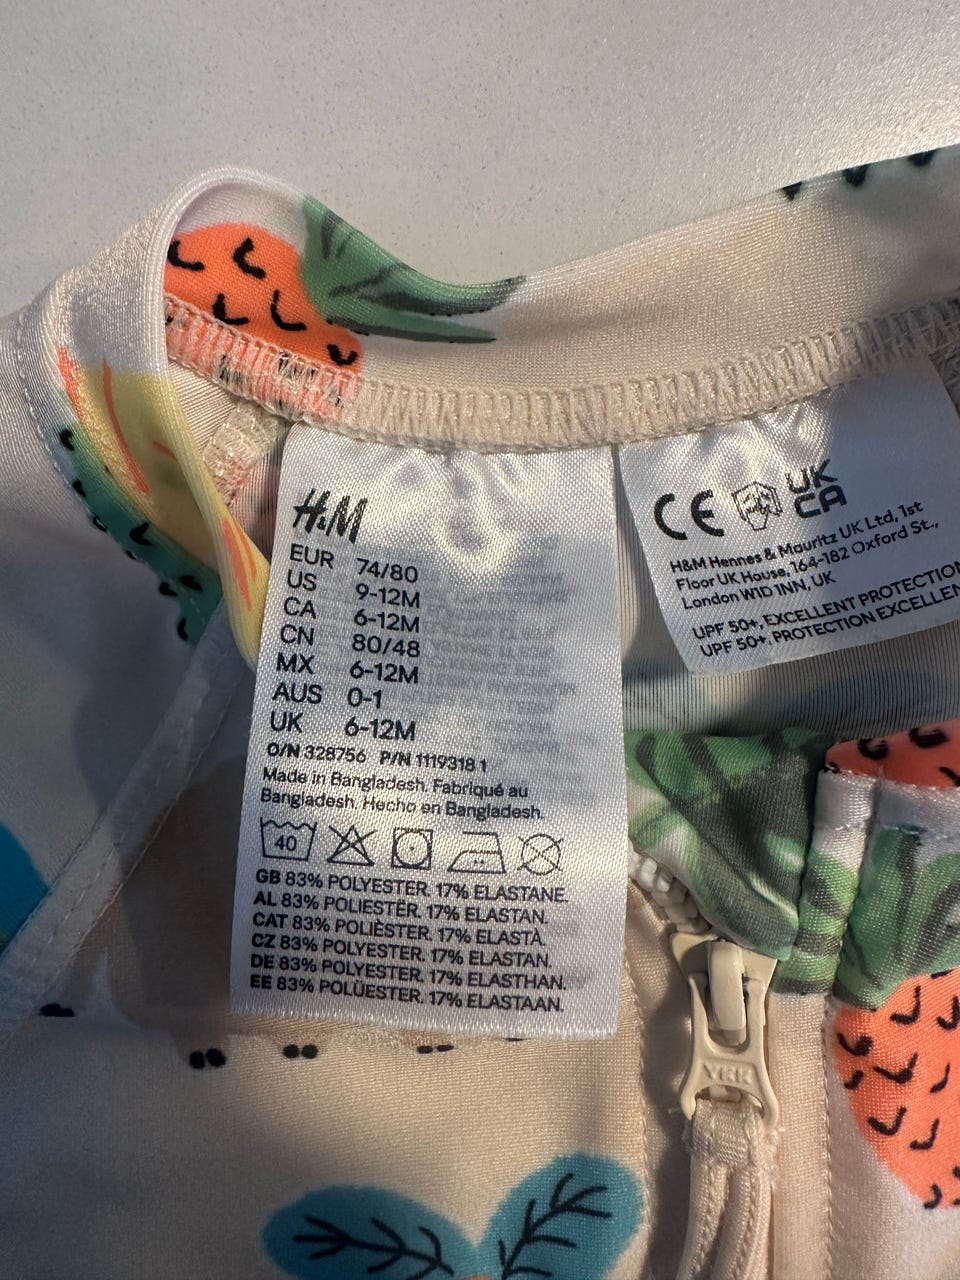 H&M
EUR 74/80
US 9-12M
CA 6-12M
CN 80/48
MX 6-12M
AUS 0-1
UK 6-12M
O/N 328756 P/N 1119318 1
Made in Bangladesh, Fabriqué au
Bangladesh, Hecho en Bangladesh.
40
GB 83% POLYESTER. 17% ELASTANE.
AL 83% POLIESTËR. 17% ELASTAN.
CAT 83% POLIÈSTER. 17% ELASTÀ.
CZ 83% POLYESTER. 17% ELASTAN.
DE 83% POLYESTER. 17% ELASTHAN.
EE 83% POLÜESTER. 17% ELASTAAN.
CE UK
CA
H&M Hennes & Mauritz UK Ltd, 1st
Floor UK House, 164-182 Oxford St.,
London W1D 1NN, UK
UPF 50+, EXCELLENT PROTECTION
UPF 50+, PROTECTION EXCELLEN
YKK